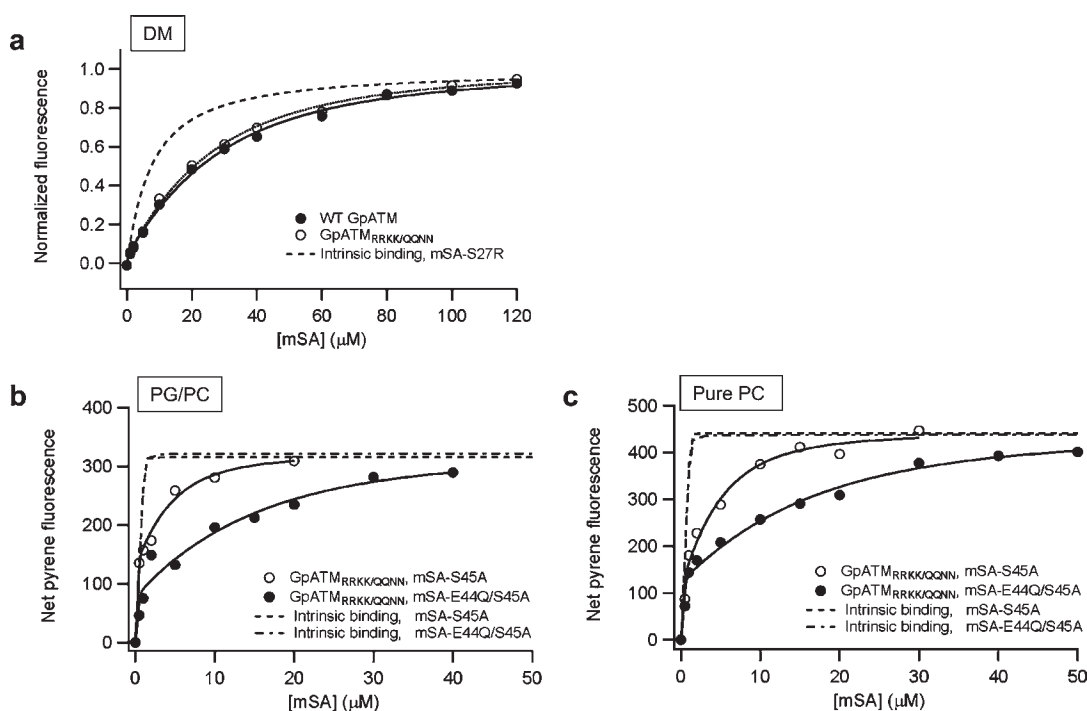 a
DM
1.0
0.8
0.6
0.4
0.2
0.0
Normalized fluorescence
WT GpATM
GpATMRRKK/QQNN
Intrinsic binding, mSA-S27R
0 20 40 60 80 100 120
[mSA] (μM)
b
PG/PC
400
300
200
100
0
Net pyrene fluorescence
GpATMRRKK/QQNN, mSA-S45A
GpATMRRKK/QQNN, mSA-E44Q/S45A
Intrinsic binding, mSA-S45A
Intrinsic binding, mSA-E44Q/S45A
0 10 20 30 40 50
[mSA] (μM)
c
Pure PC
500
400
300
200
100
0
Net pyrene fluorescence
GpATMRRKK/QQNN, mSA-S45A
GpATMRRKK/QQNN, mSA-E44Q/S45A
Intrinsic binding, mSA-S45A
Intrinsic binding, mSA-E44Q/S45A
0 10 20 30 40 50
[mSA] (μM)